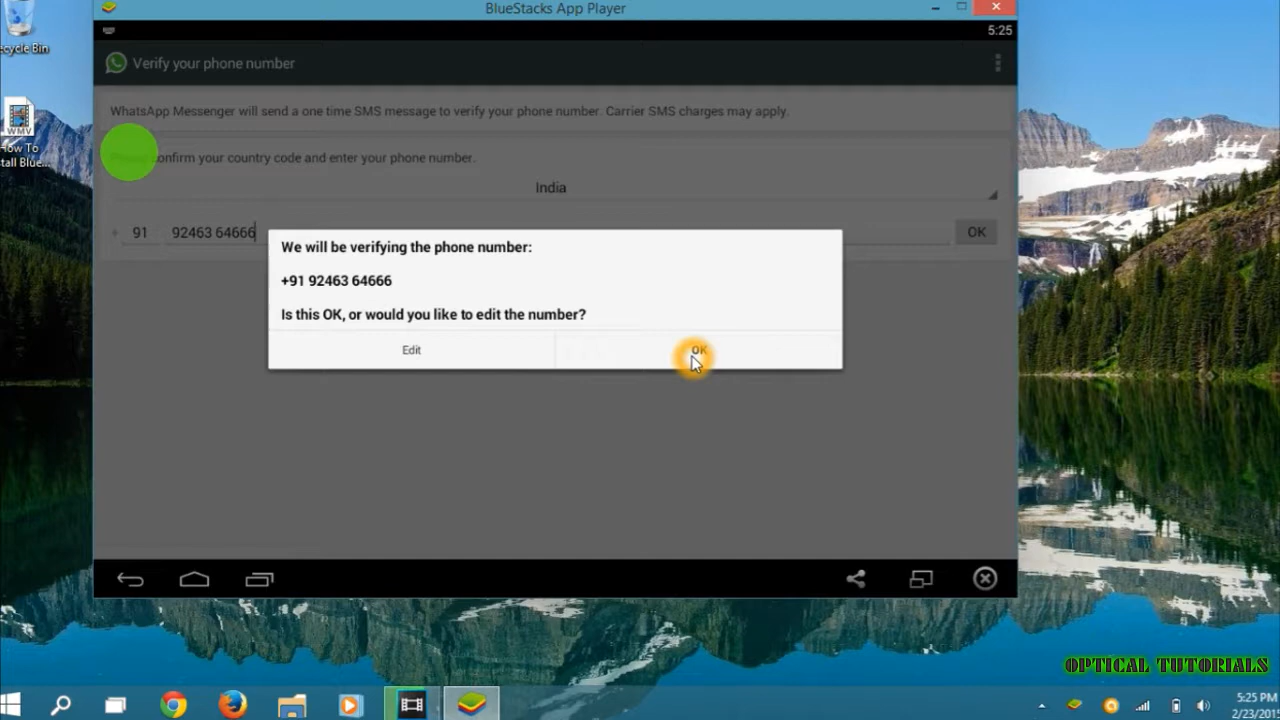 BlueStacks App Player
ecycle Bin
5:25
Verify your phone number
WMV
WhatsApp Messenger will send a one time SMS message to verify your phone number. Carrier SMS charges may apply.
How To
tall Blue...
confirm your country code and enter your phone number.
India
+ 91 92463 64666 OK
We will be verifying the phone number:
+91 92463 64666
Is this OK, or would you like to edit the number?
Edit OK
OPTICAL TUTORIALS
5:25 PM
2/23/201